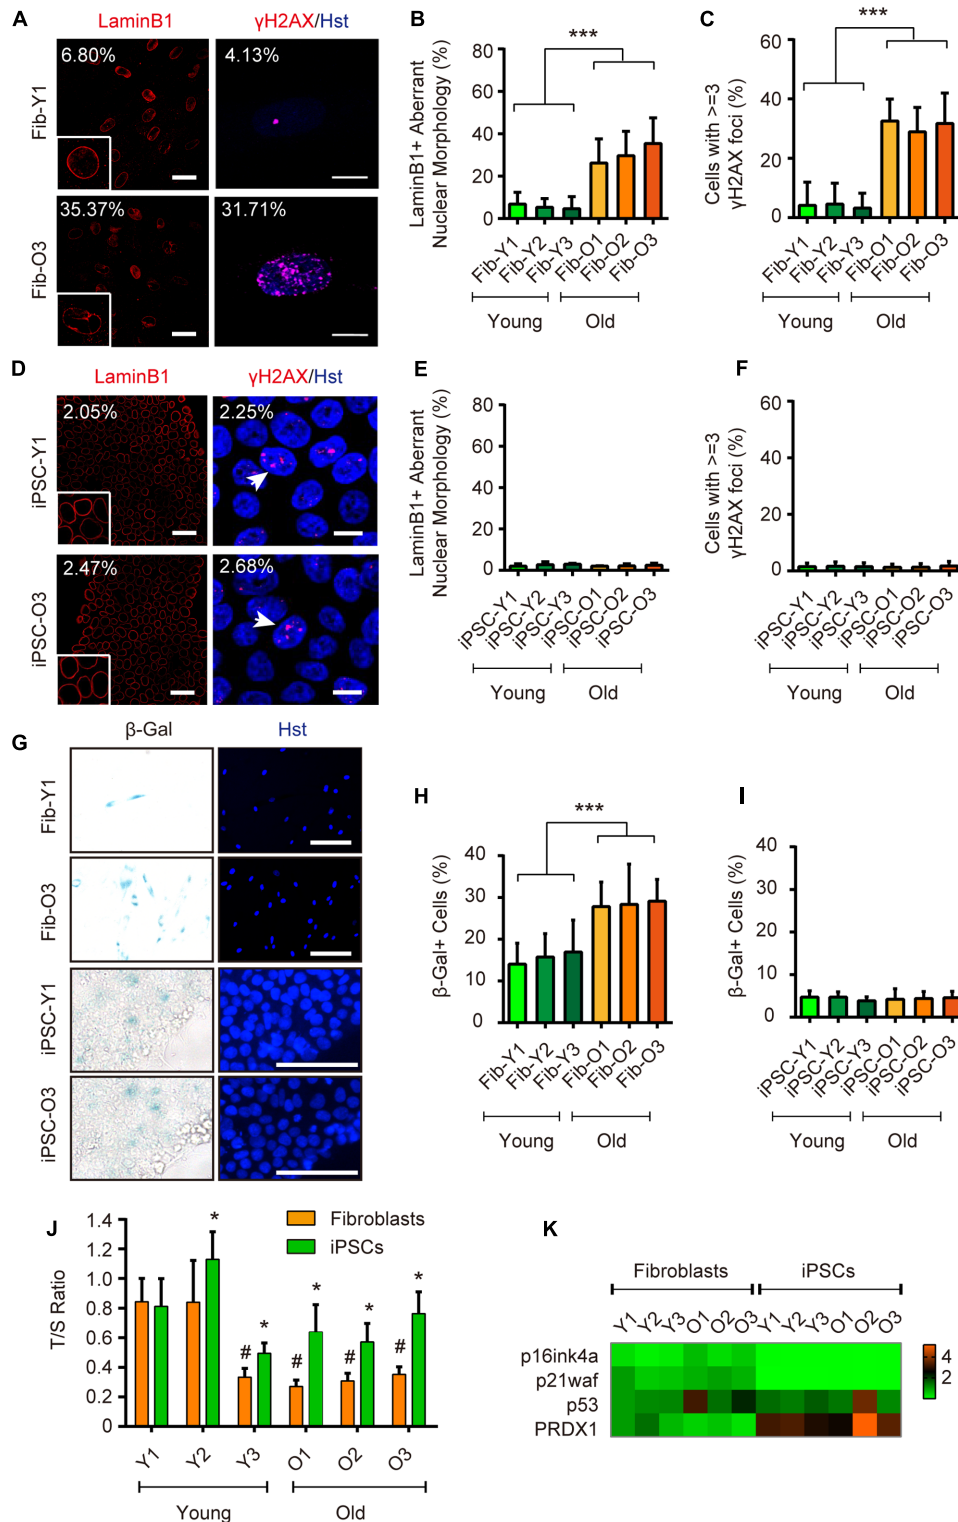 A
LaminB1
γH2AX/Hst
Fib-Y1
6.80%
4.13%
Fib-O3
35.37%
31.71%
B
LaminB1+ Aberrant
Nuclear Morphology (%)
80
60
40
20
0
***
Fib-Y1
Fib-Y2
Fib-Y3
Fib-O1
Fib-O2
Fib-O3
Young
Old
C
Cells with >=3
γH2AX foci (%)
60
40
20
0
***
Fib-Y1
Fib-Y2
Fib-Y3
Fib-O1
Fib-O2
Fib-O3
Young
Old
D
LaminB1
γH2AX/Hst
iPSC-Y1
2.05%
2.25%
iPSC-O3
2.47%
2.68%
E
LaminB1+ Aberrant
Nuclear Morphology (%)
80
60
40
20
0
iPSC-Y1
iPSC-Y2
iPSC-Y3
iPSC-O1
iPSC-O2
iPSC-O3
Young
Old
F
Cells with >=3
γH2AX foci (%)
60
40
20
0
iPSC-Y1
iPSC-Y2
iPSC-Y3
iPSC-O1
iPSC-O2
iPSC-O3
Young
Old
G
β-Gal
Hst
Fib-Y1
Fib-O3
iPSC-Y1
iPSC-O3
H
β-Gal+ Cells (%)
40
30
20
10
0
***
Fib-Y1
Fib-Y2
Fib-Y3
Fib-O1
Fib-O2
Fib-O3
Young
Old
I
β-Gal+ Cells (%)
40
20
0
iPSC-Y1
iPSC-Y2
iPSC-Y3
iPSC-O1
iPSC-O2
iPSC-O3
Young
Old
J
T/S Ratio
1.4
1.2
1.0
0.8
0.6
0.4
0.2
0
Fibroblasts
iPSCs
*
# *
# *
# *
# *
Y1
Y2
Y3
O1
O2
O3
Young
Old
K
Fibroblasts
iPSCs
Y1 Y2 Y3 O1 O2 O3 Y1 Y2 Y3 O1 O2 O3
p16ink4a
p21waf
p53
PRDX1
4
2